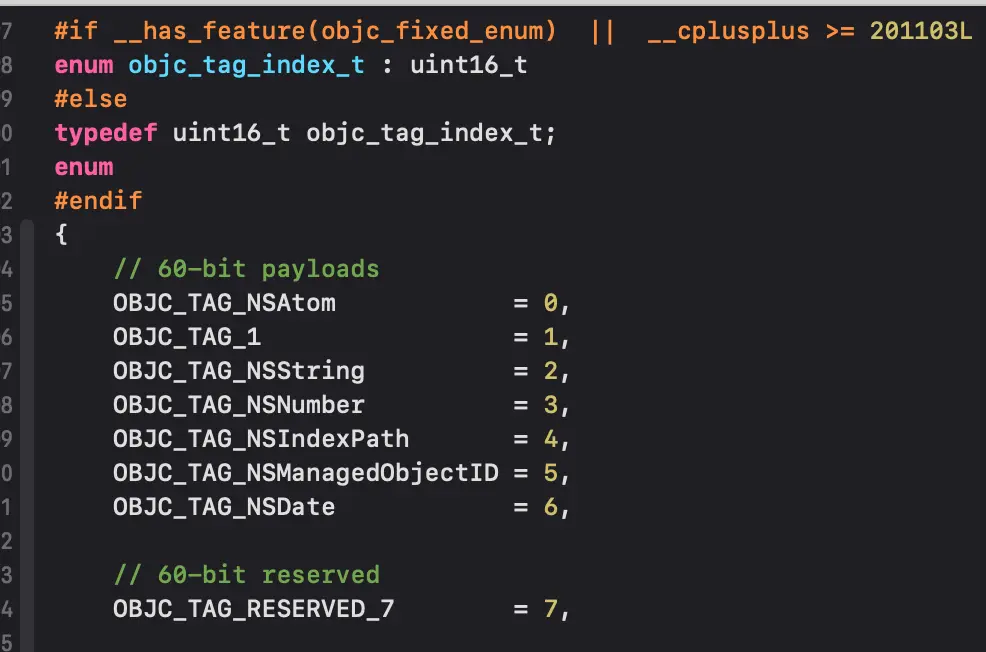 7 #if __has_feature(objc_fixed_enum) || __cplusplus >= 201103L
8 enum objc_tag_index_t : uint16_t
9 #else
0 typedef uint16_t objc_tag_index_t;
1 enum
2 #endif
3 {
4 // 60-bit payloads
5 OBJC_TAG_NSAtom = 0,
6 OBJC_TAG_1 = 1,
7 OBJC_TAG_NSString = 2,
8 OBJC_TAG_NSNumber = 3,
9 OBJC_TAG_NSIndexPath = 4,
0 OBJC_TAG_NSManagedObjectID = 5,
1 OBJC_TAG_NSDate = 6,
2
3 // 60-bit reserved
4 OBJC_TAG_RESERVED_7 = 7,
5